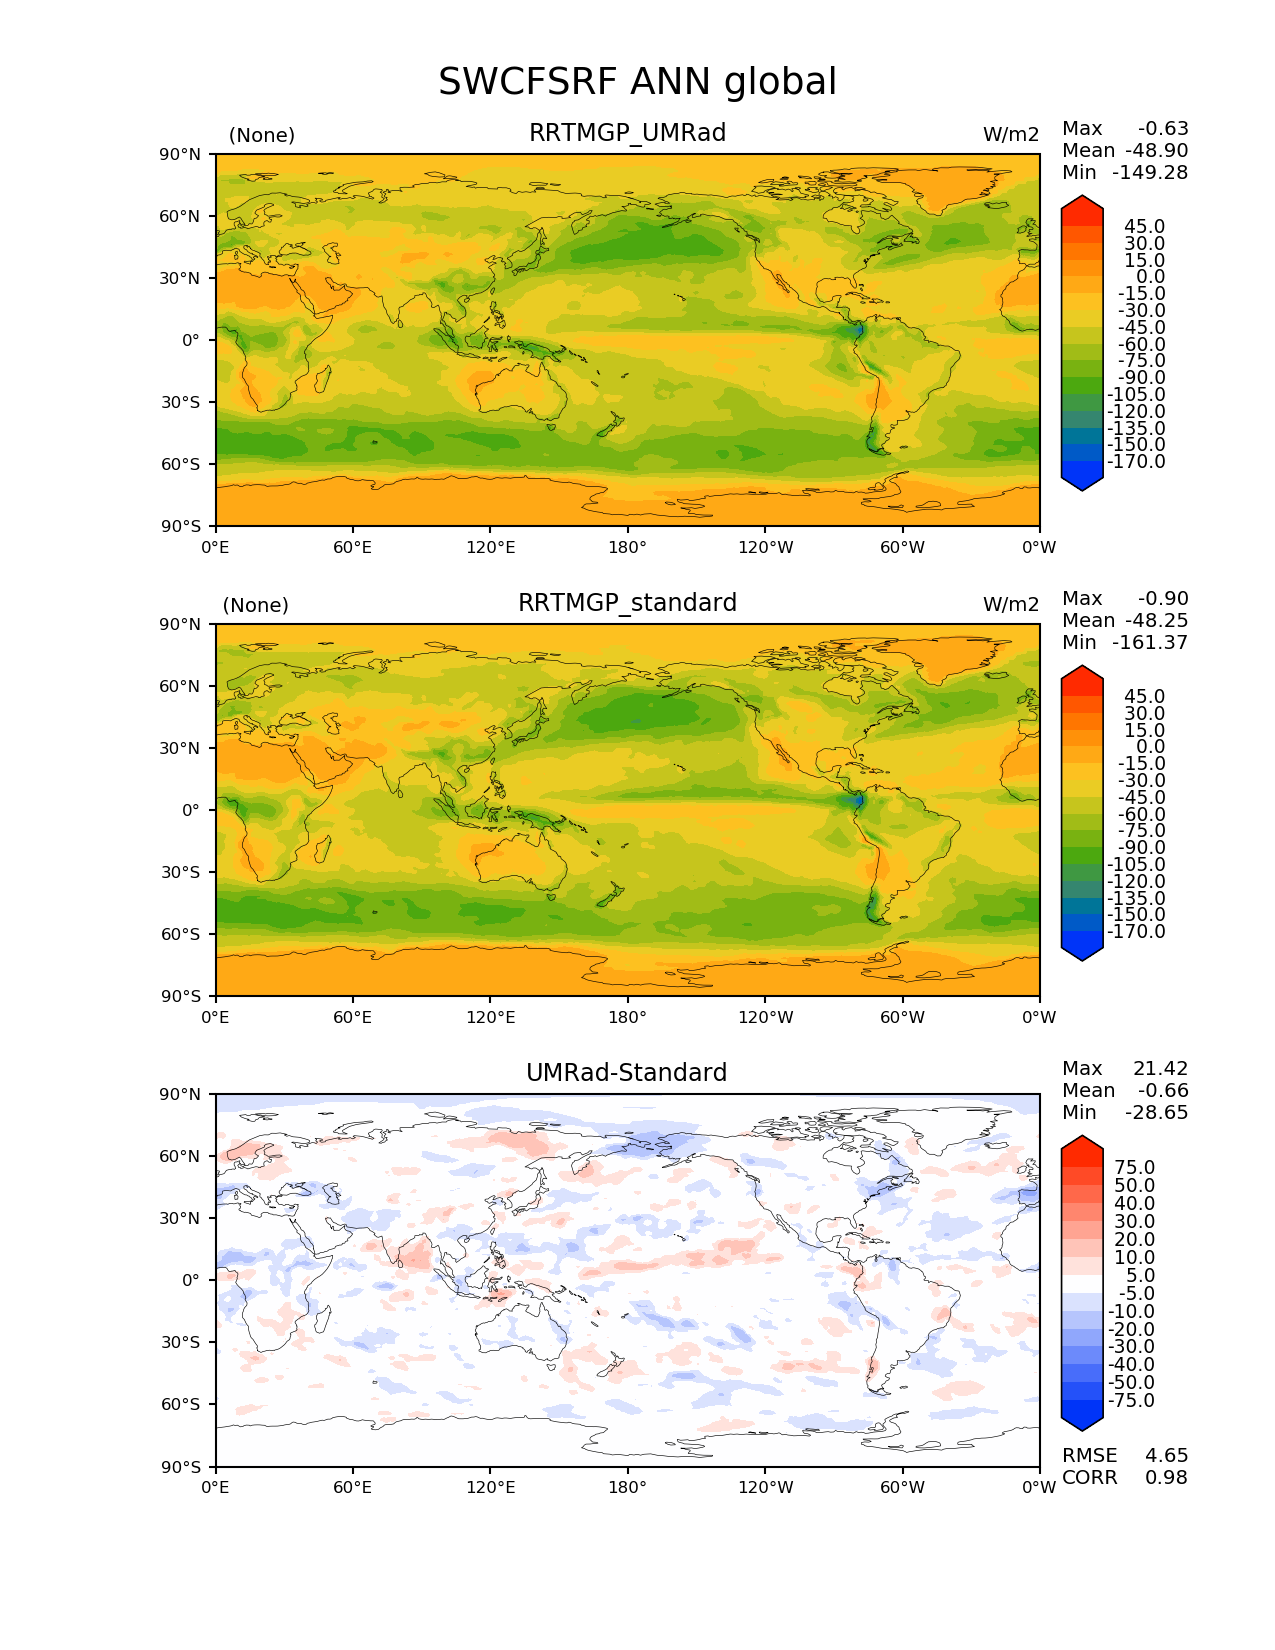 SWCFSRF ANN global
(None) RRTMGP_UMRad W/m2
Max -0.63
Mean -48.90
Min -149.28
90°N
60°N
30°N
0°
30°S
60°S
90°S
0°E 60°E 120°E 180° 120°W 60°W 0°W
45.0
30.0
15.0
0.0
-15.0
-30.0
-45.0
-60.0
-75.0
-90.0
-105.0
-120.0
-135.0
-150.0
-170.0
(None) RRTMGP_standard W/m2
Max -0.90
Mean -48.25
Min -161.37
90°N
60°N
30°N
0°
30°S
60°S
90°S
0°E 60°E 120°E 180° 120°W 60°W 0°W
45.0
30.0
15.0
0.0
-15.0
-30.0
-45.0
-60.0
-75.0
-90.0
-105.0
-120.0
-135.0
-150.0
-170.0
UMRad-Standard
Max 21.42
Mean -0.66
Min -28.65
90°N
60°N
30°N
0°
30°S
60°S
90°S
0°E 60°E 120°E 180° 120°W 60°W 0°W
75.0
50.0
40.0
30.0
20.0
10.0
5.0
-5.0
-10.0
-20.0
-30.0
-40.0
-50.0
-75.0
RMSE 4.65
CORR 0.98